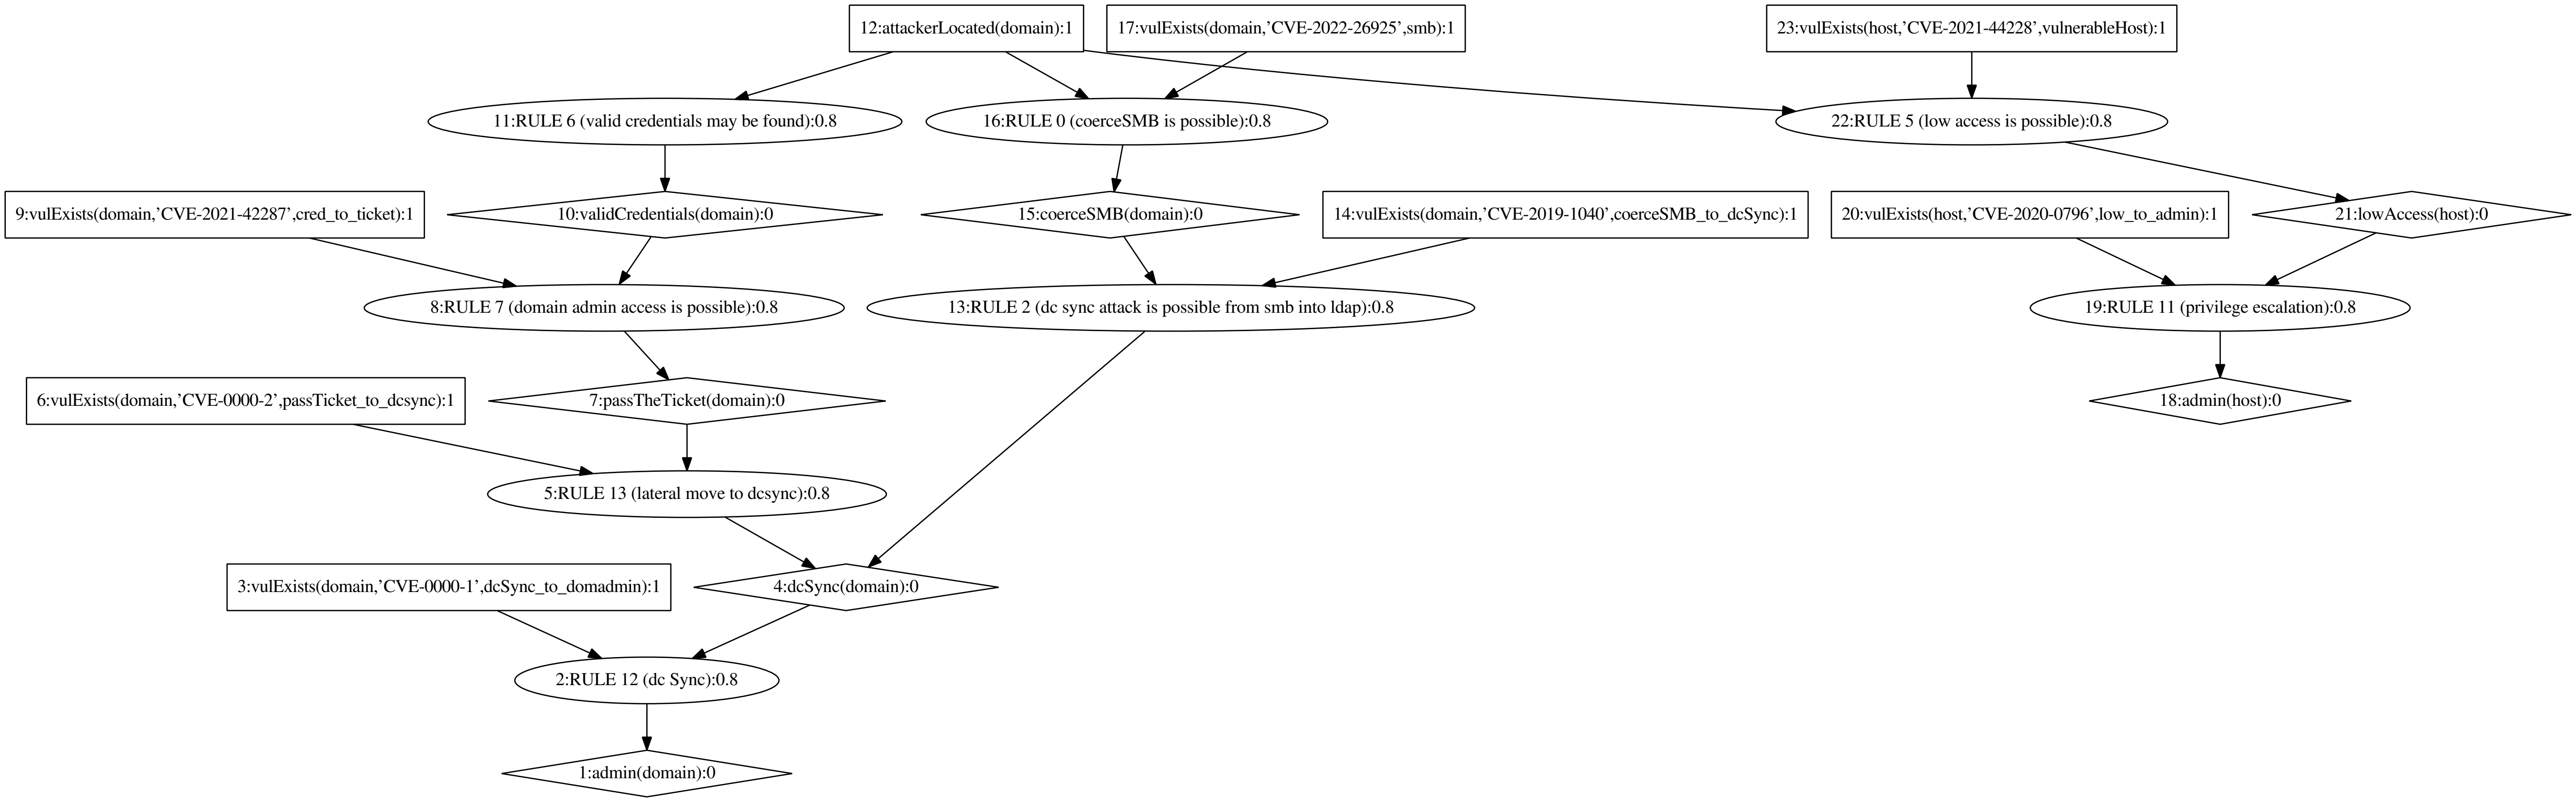 12:attackerLocated(domain):1
17:vulExists(domain,’CVE-2022-26925’,smb):1
23:vulExists(host,’CVE-2021-44228’,vulnerableHost):1
11:RULE 6 (valid credentials may be found):0.8
16:RULE 0 (coerceSMB is possible):0.8
22:RULE 5 (low access is possible):0.8
9:vulExists(domain,’CVE-2021-42287’,cred_to_ticket):1
10:validCredentials(domain):0
15:coerceSMB(domain):0
14:vulExists(domain,’CVE-2019-1040’,coerceSMB_to_dcSync):1
20:vulExists(host,’CVE-2020-0796’,low_to_admin):1
21:lowAccess(host):0
8:RULE 7 (domain admin access is possible):0.8
13:RULE 2 (dc sync attack is possible from smb into ldap):0.8
19:RULE 11 (privilege escalation):0.8
6:vulExists(domain,’CVE-0000-2’,passTicket_to_dcsync):1
7:passTheTicket(domain):0
18:admin(host):0
5:RULE 13 (lateral move to dcsync):0.8
3:vulExists(domain,’CVE-0000-1’,dcSync_to_domadmin):1
4:dcSync(domain):0
2:RULE 12 (dc Sync):0.8
1:admin(domain):0